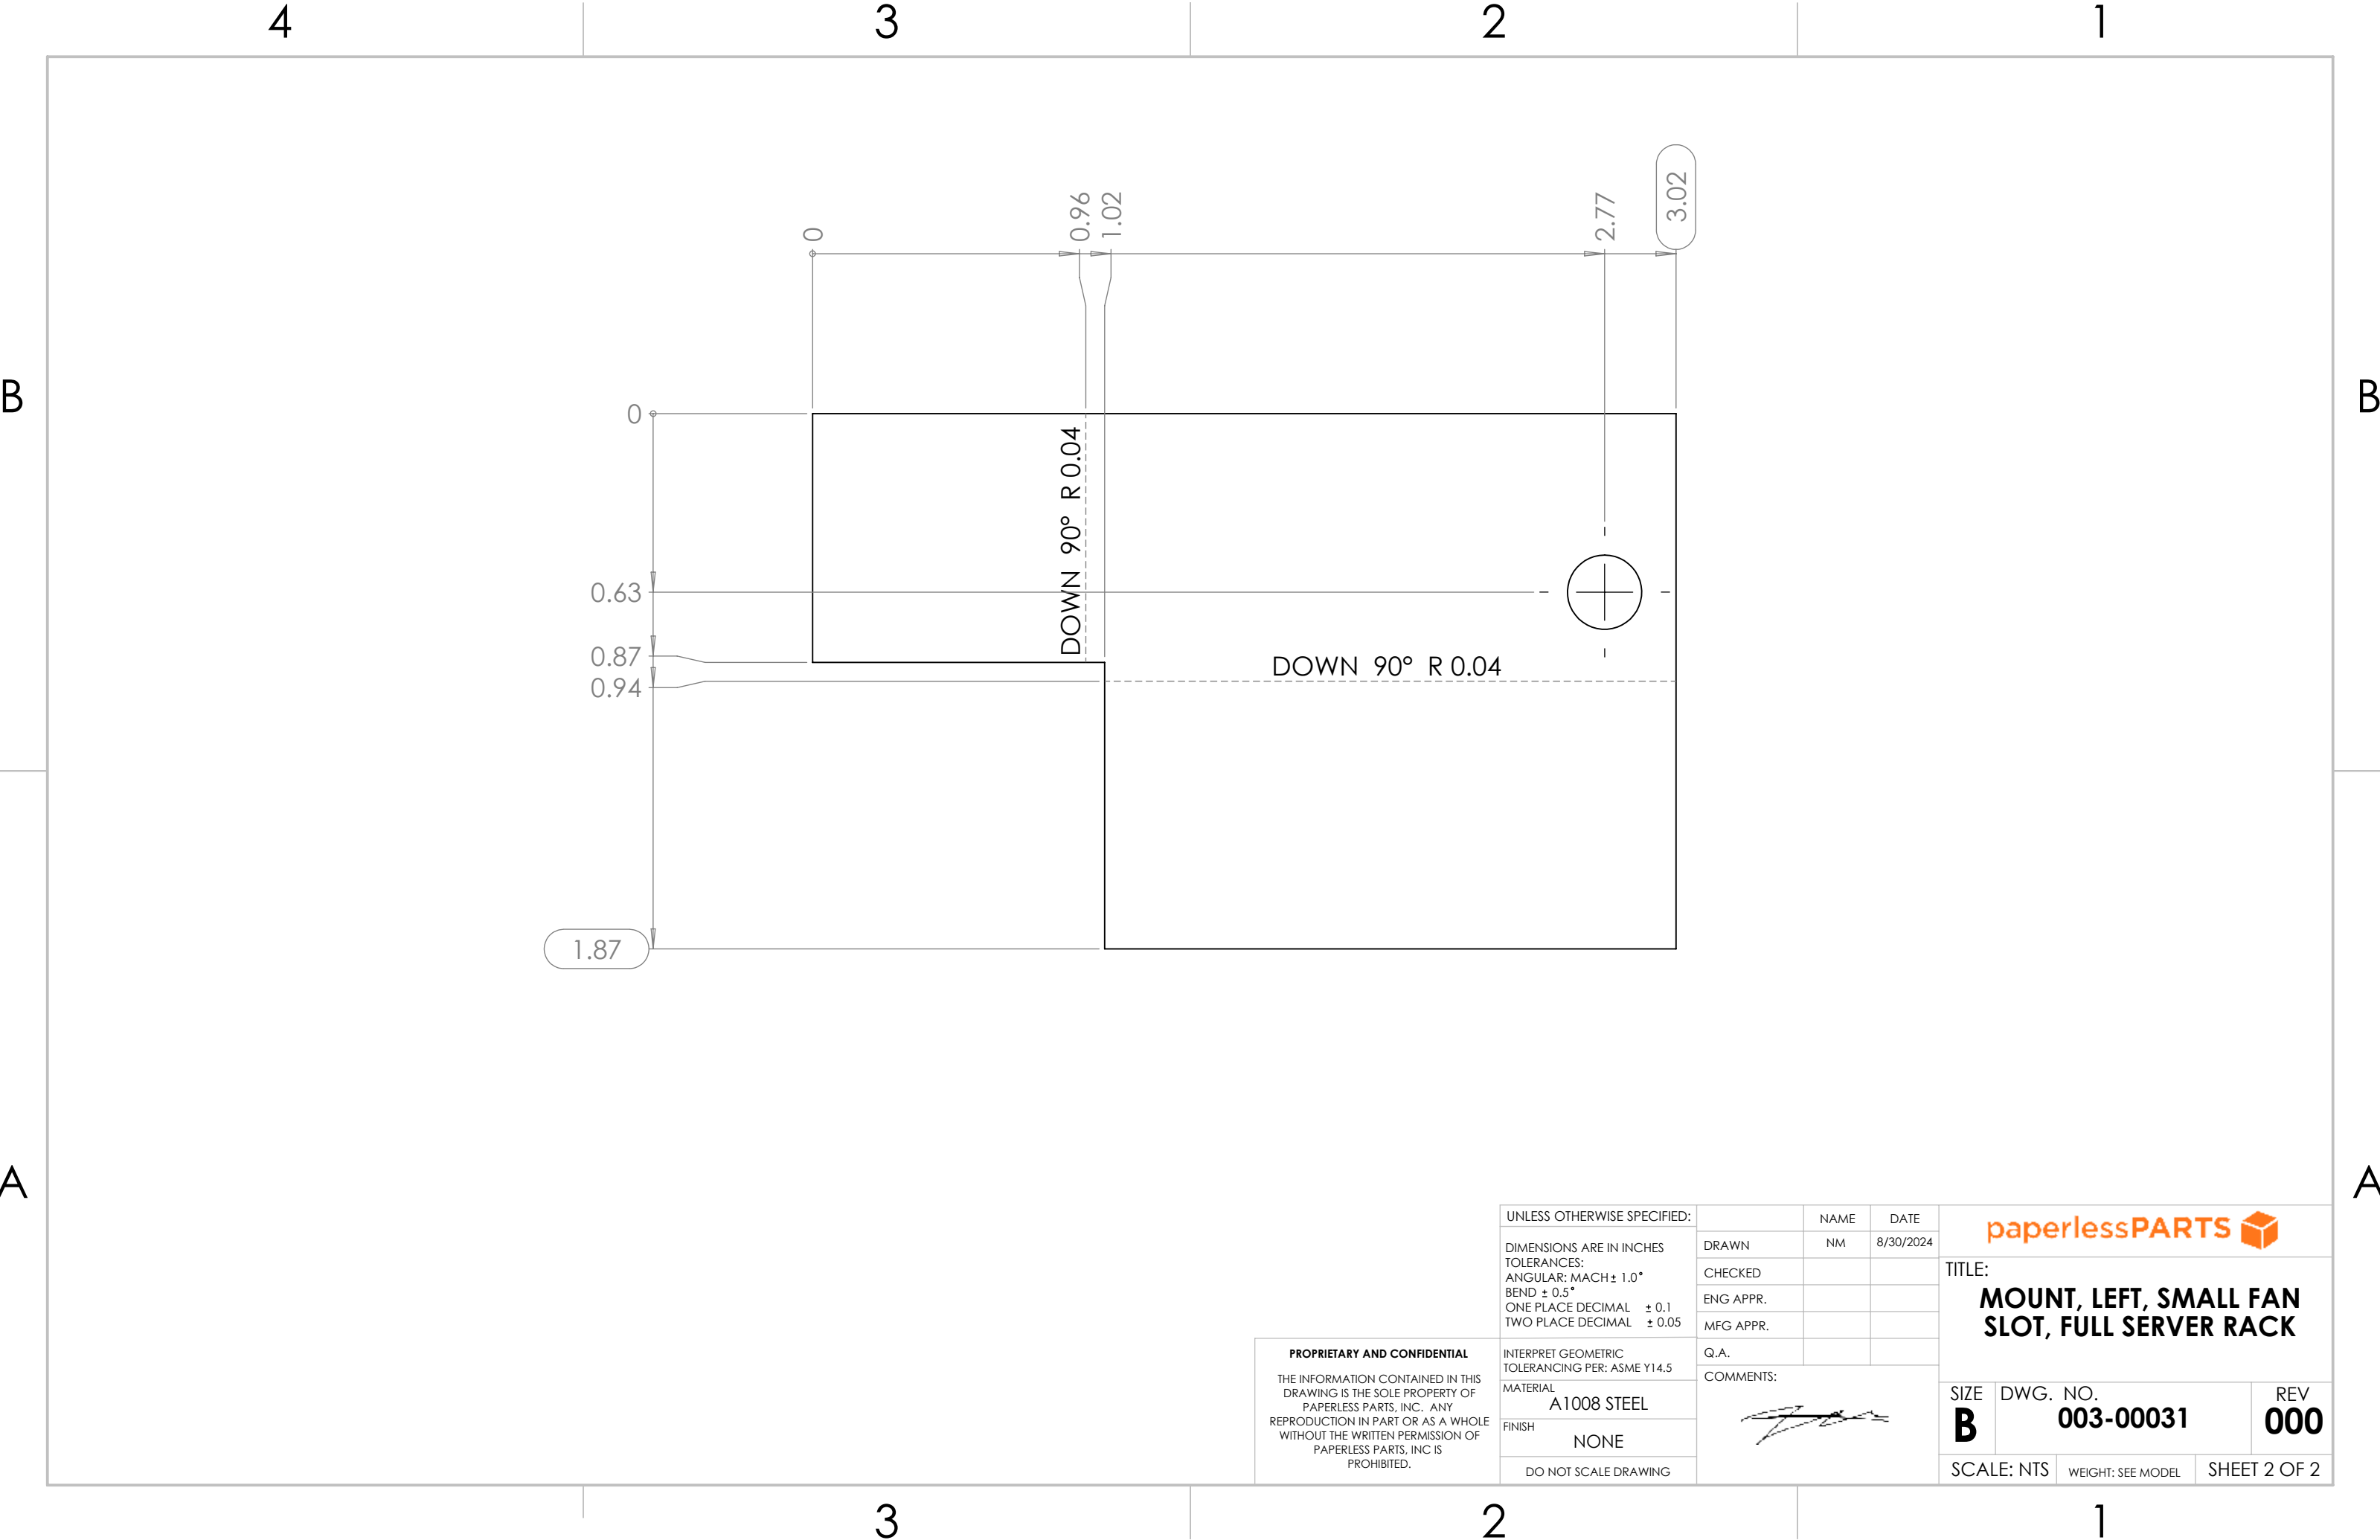 4 3 2 1
0 0.96 1.02 2.77 3.02
B B
0
DOWN 90° R 0.04
0.63
0.87
DOWN 90° R 0.04
0.94
1.87
A A
UNLESS OTHERWISE SPECIFIED:
DIMENSIONS ARE IN INCHES
TOLERANCES:
ANGULAR: MACH ± 1.0°
BEND ± 0.5°
ONE PLACE DECIMAL ± 0.1
TWO PLACE DECIMAL ± 0.05
INTERPRET GEOMETRIC
TOLERANCING PER: ASME Y14.5
MATERIAL
A1008 STEEL
FINISH
NONE
DO NOT SCALE DRAWING
PROPRIETARY AND CONFIDENTIAL
THE INFORMATION CONTAINED IN THIS
DRAWING IS THE SOLE PROPERTY OF
PAPERLESS PARTS, INC. ANY
REPRODUCTION IN PART OR AS A WHOLE
WITHOUT THE WRITTEN PERMISSION OF
PAPERLESS PARTS, INC IS
PROHIBITED.
NAME DATE
DRAWN NM 8/30/2024
CHECKED
ENG APPR.
MFG APPR.
Q.A.
COMMENTS:
paperlessPARTS
TITLE:
MOUNT, LEFT, SMALL FAN
SLOT, FULL SERVER RACK
SIZE DWG. NO. REV
B 003-00031 000
SCALE: NTS WEIGHT: SEE MODEL SHEET 2 OF 2
3 2 1